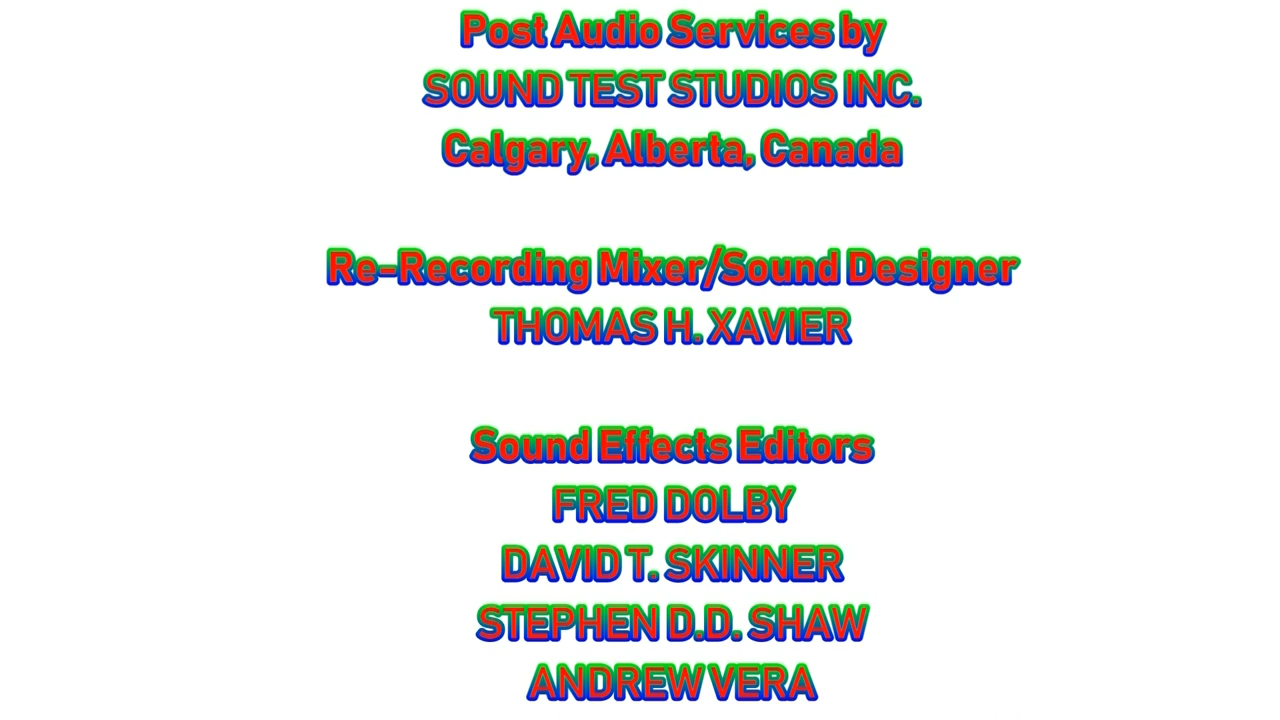 Post Audio Services by
SOUND TEST STUDIOS INC.
Calgary, Alberta, Canada
Re-Recording Mixer/Sound Designer
THOMAS H. XAVIER
Sound Effects Editors
FRED DOLBY
DAVID T. SKINNER
STEPHEN D.D. SHAW
ANDREW VERA